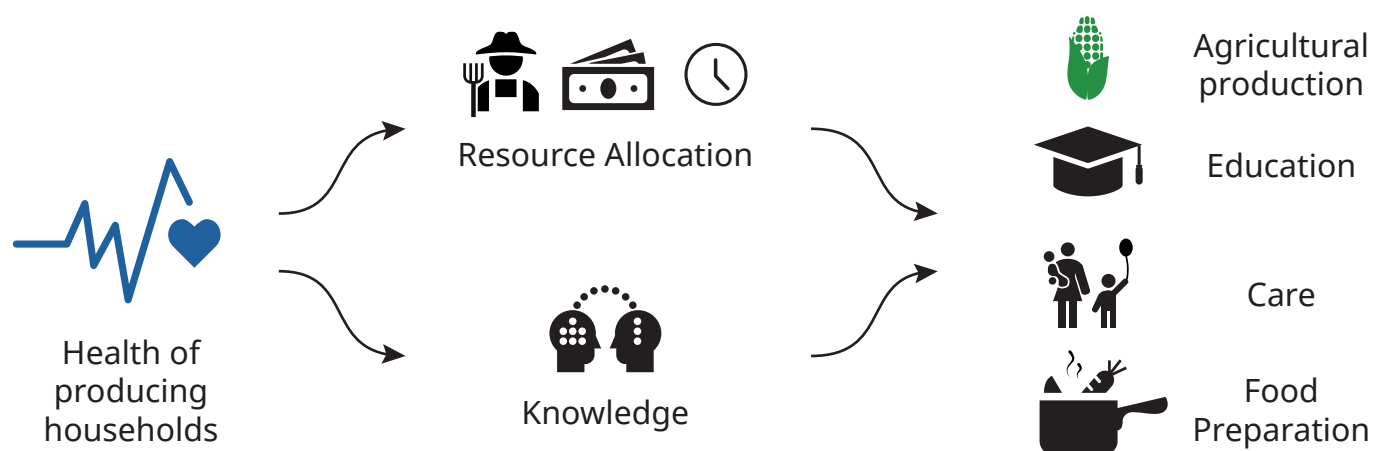 Health of
producing
households
Resource Allocation
Knowledge
Agricultural
production
Education
Care
Food
Preparation